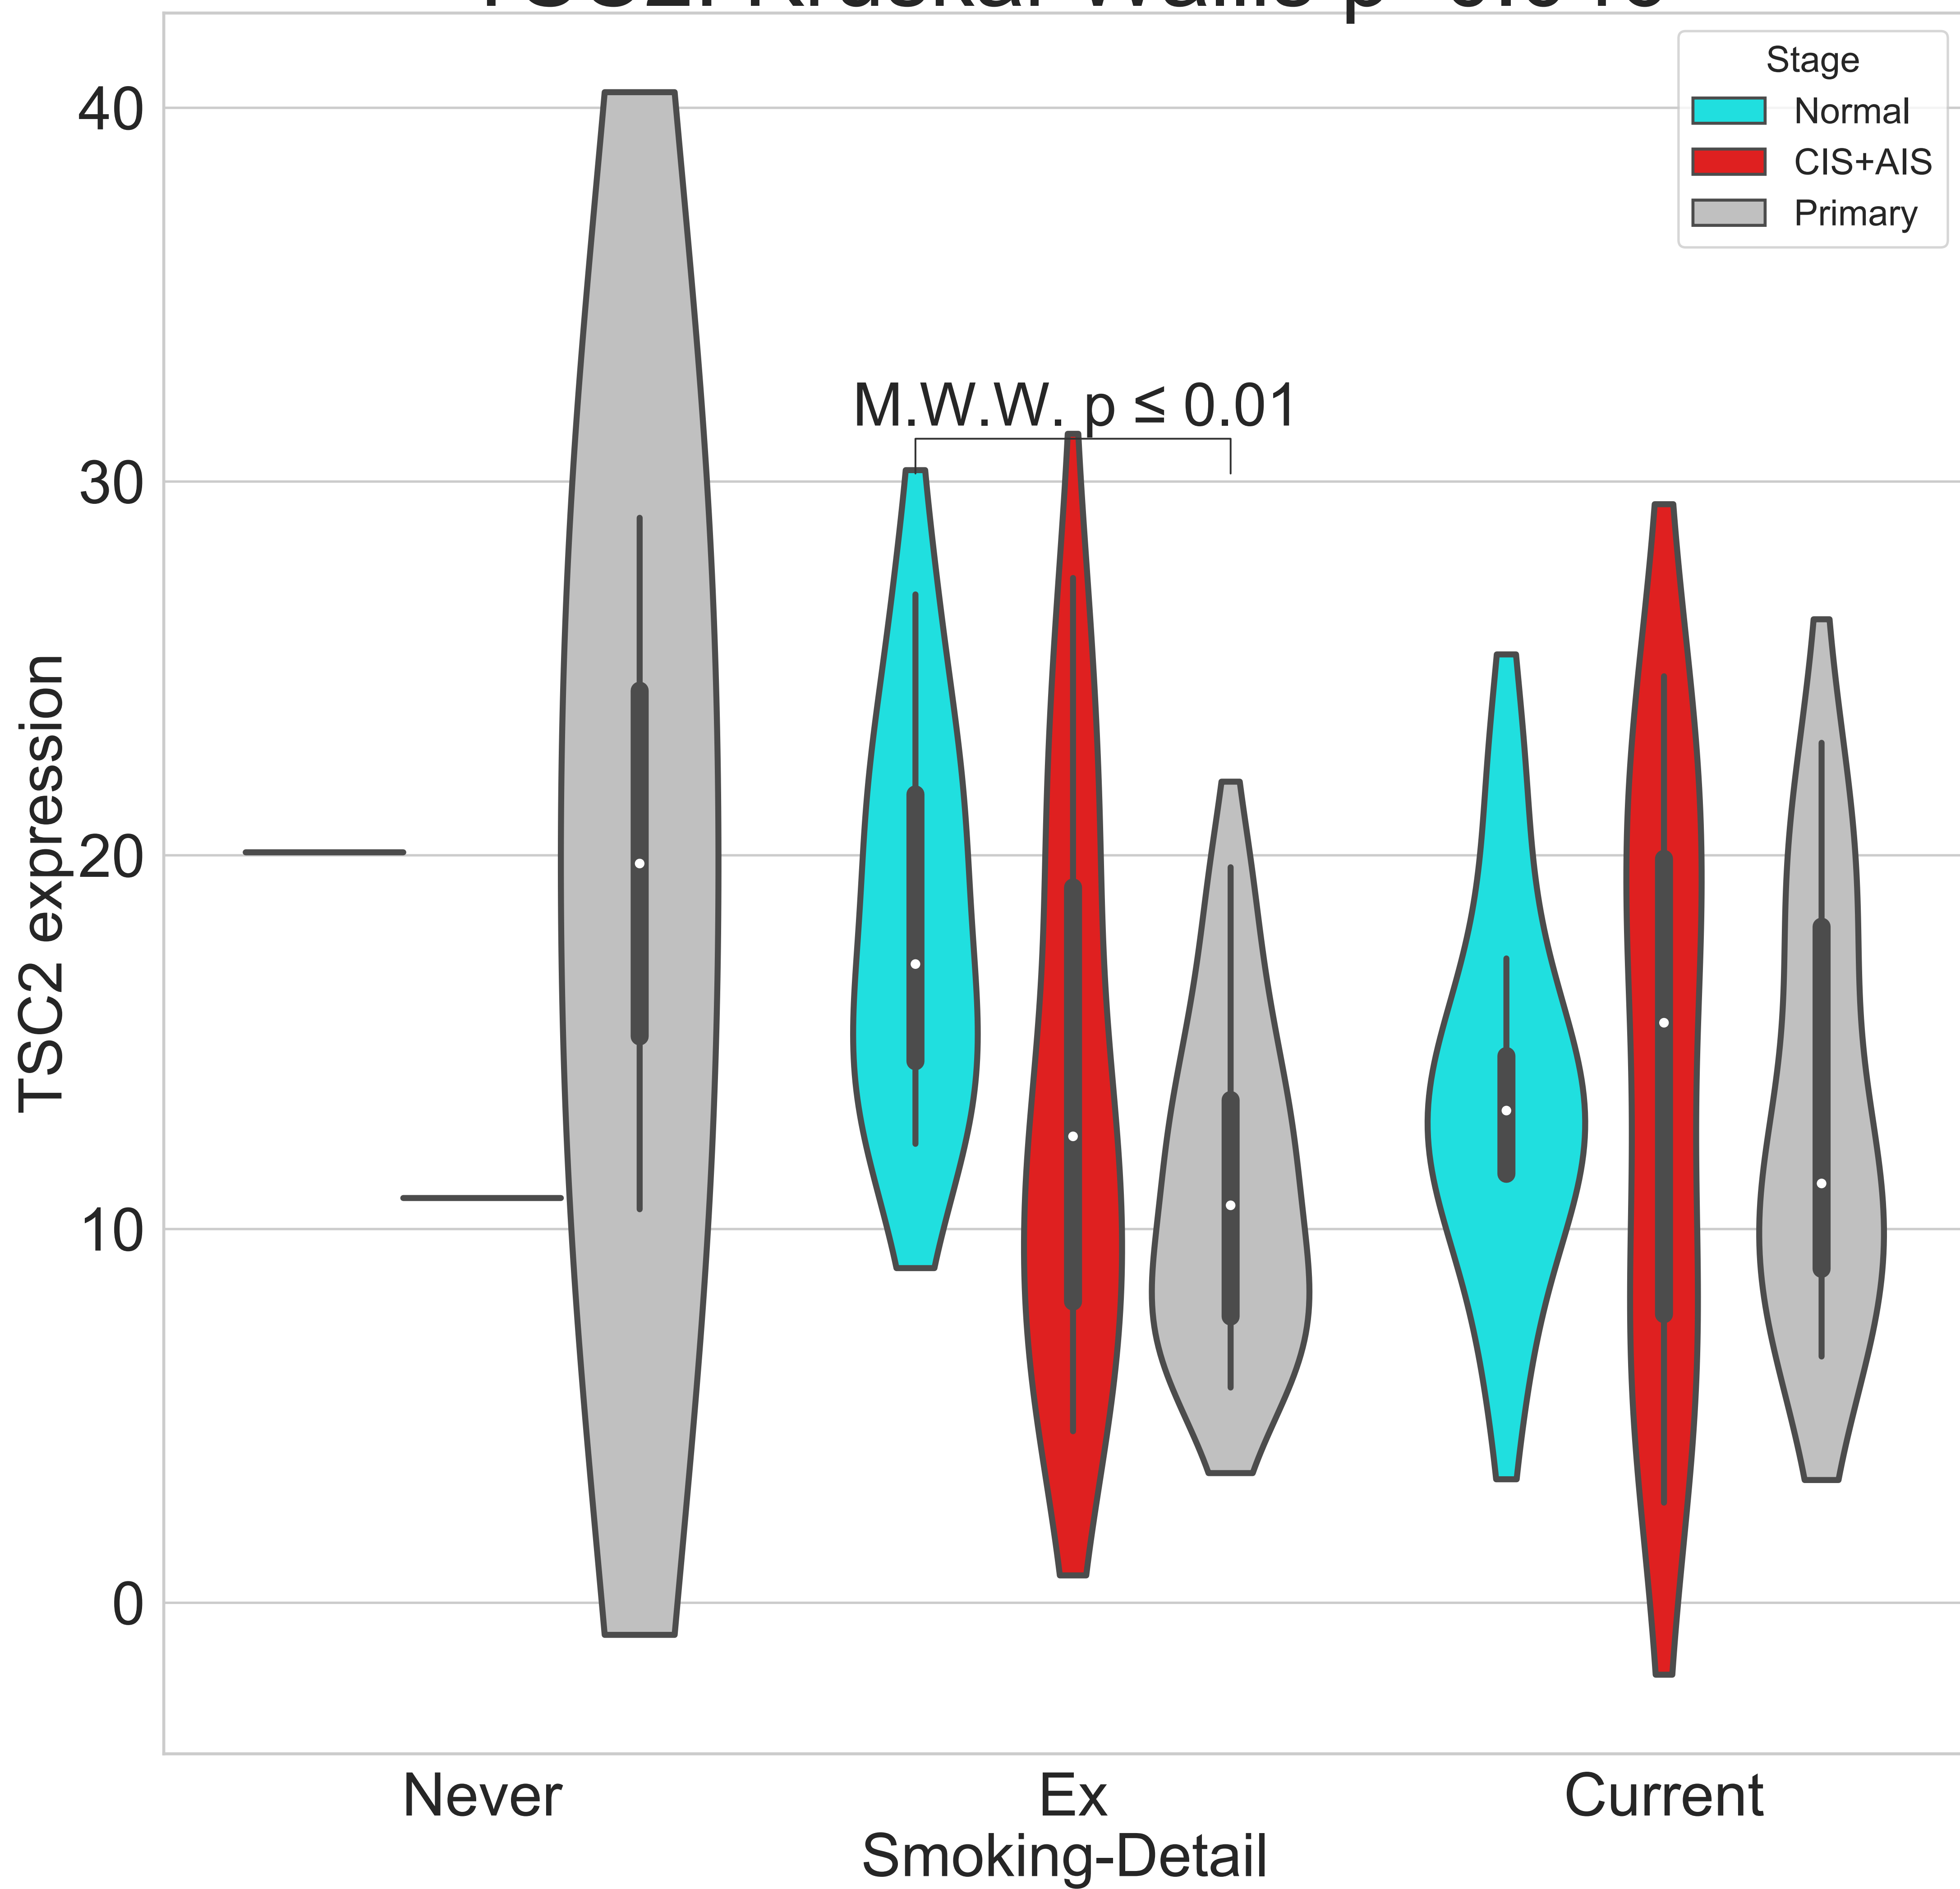 Stage
Normal
CIS+AIS
Primary
40
30
20
10
0
TSC2 expression
M.W.W. p ≤ 0.01
Never
Ex
Current
Smoking-Detail